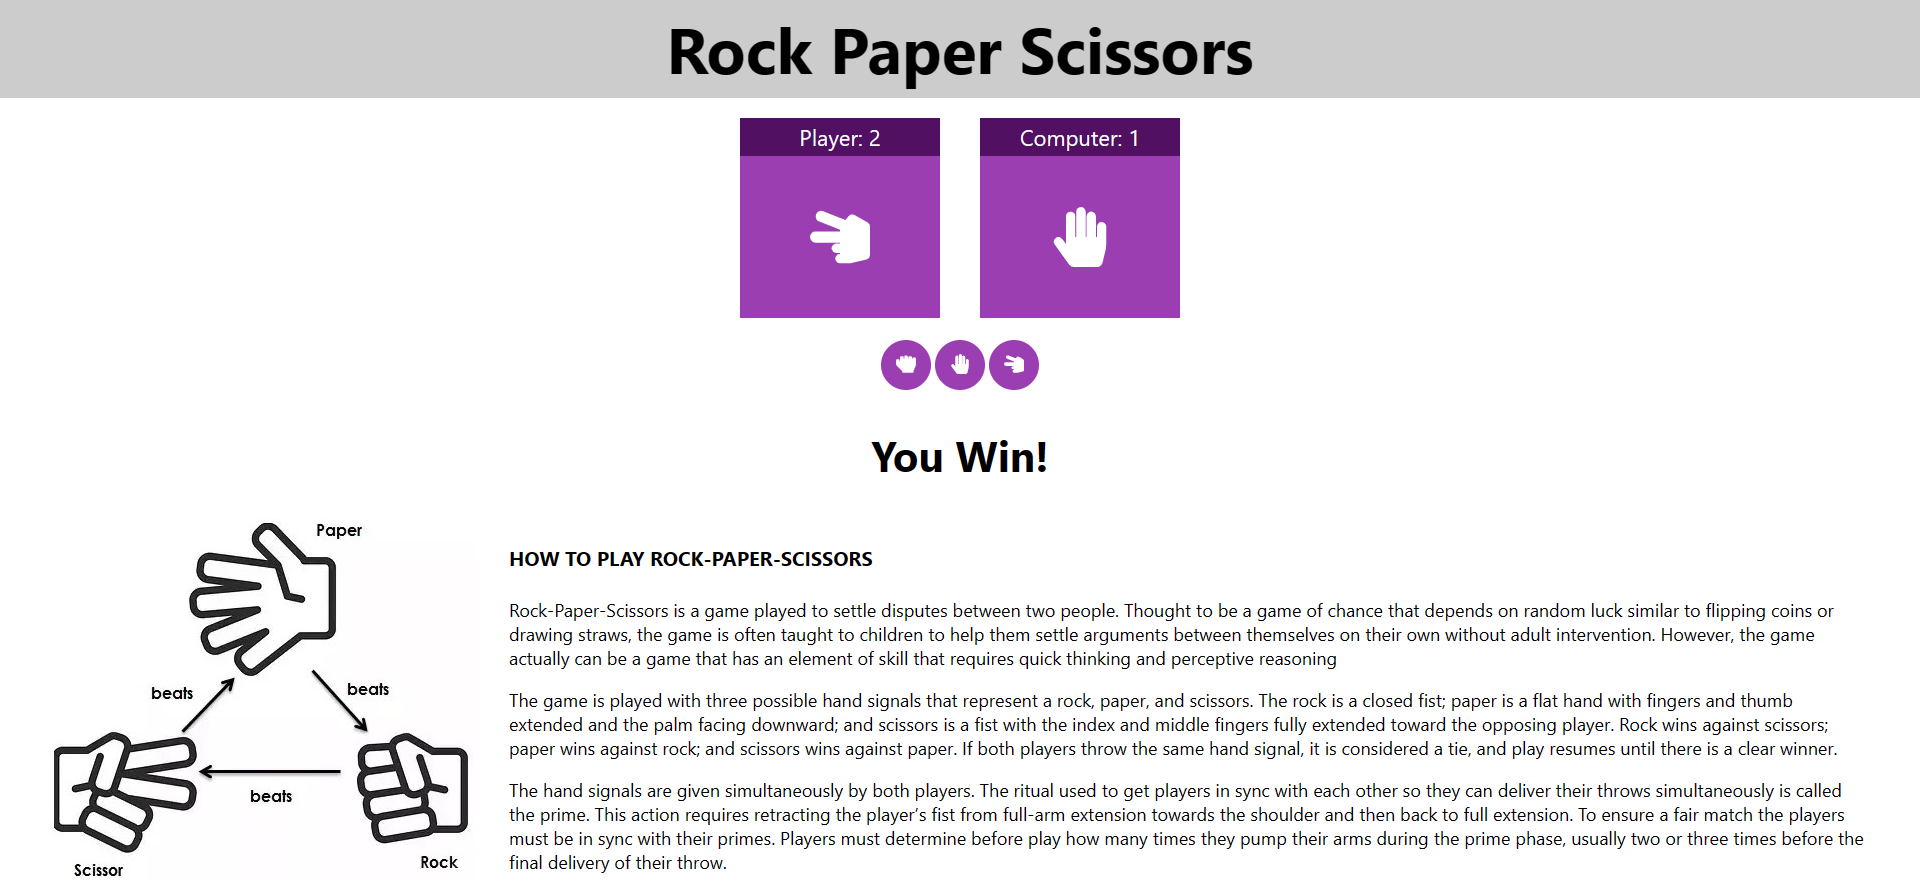 Rock Paper Scissors
Player: 2
Computer: 1
You Win!
Paper
beats
beats
beats
Scissor
Rock
HOW TO PLAY ROCK-PAPER-SCISSORS
Rock-Paper-Scissors is a game played to settle disputes between two people. Thought to be a game of chance that depends on random luck similar to flipping coins or
drawing straws, the game is often taught to children to help them settle arguments between themselves on their own without adult intervention. However, the game
actually can be a game that has an element of skill that requires quick thinking and perceptive reasoning
The game is played with three possible hand signals that represent a rock, paper, and scissors. The rock is a closed fist; paper is a flat hand with fingers and thumb
extended and the palm facing downward; and scissors is a fist with the index and middle fingers fully extended toward the opposing player. Rock wins against scissors;
paper wins against rock; and scissors wins against paper. If both players throw the same hand signal, it is considered a tie, and play resumes until there is a clear winner.
The hand signals are given simultaneously by both players. The ritual used to get players in sync with each other so they can deliver their throws simultaneously is called
the prime. This action requires retracting the player’s fist from full-arm extension towards the shoulder and then back to full extension. To ensure a fair match the players
must be in sync with their primes. Players must determine before play how many times they pump their arms during the prime phase, usually two or three times before the
final delivery of their throw.